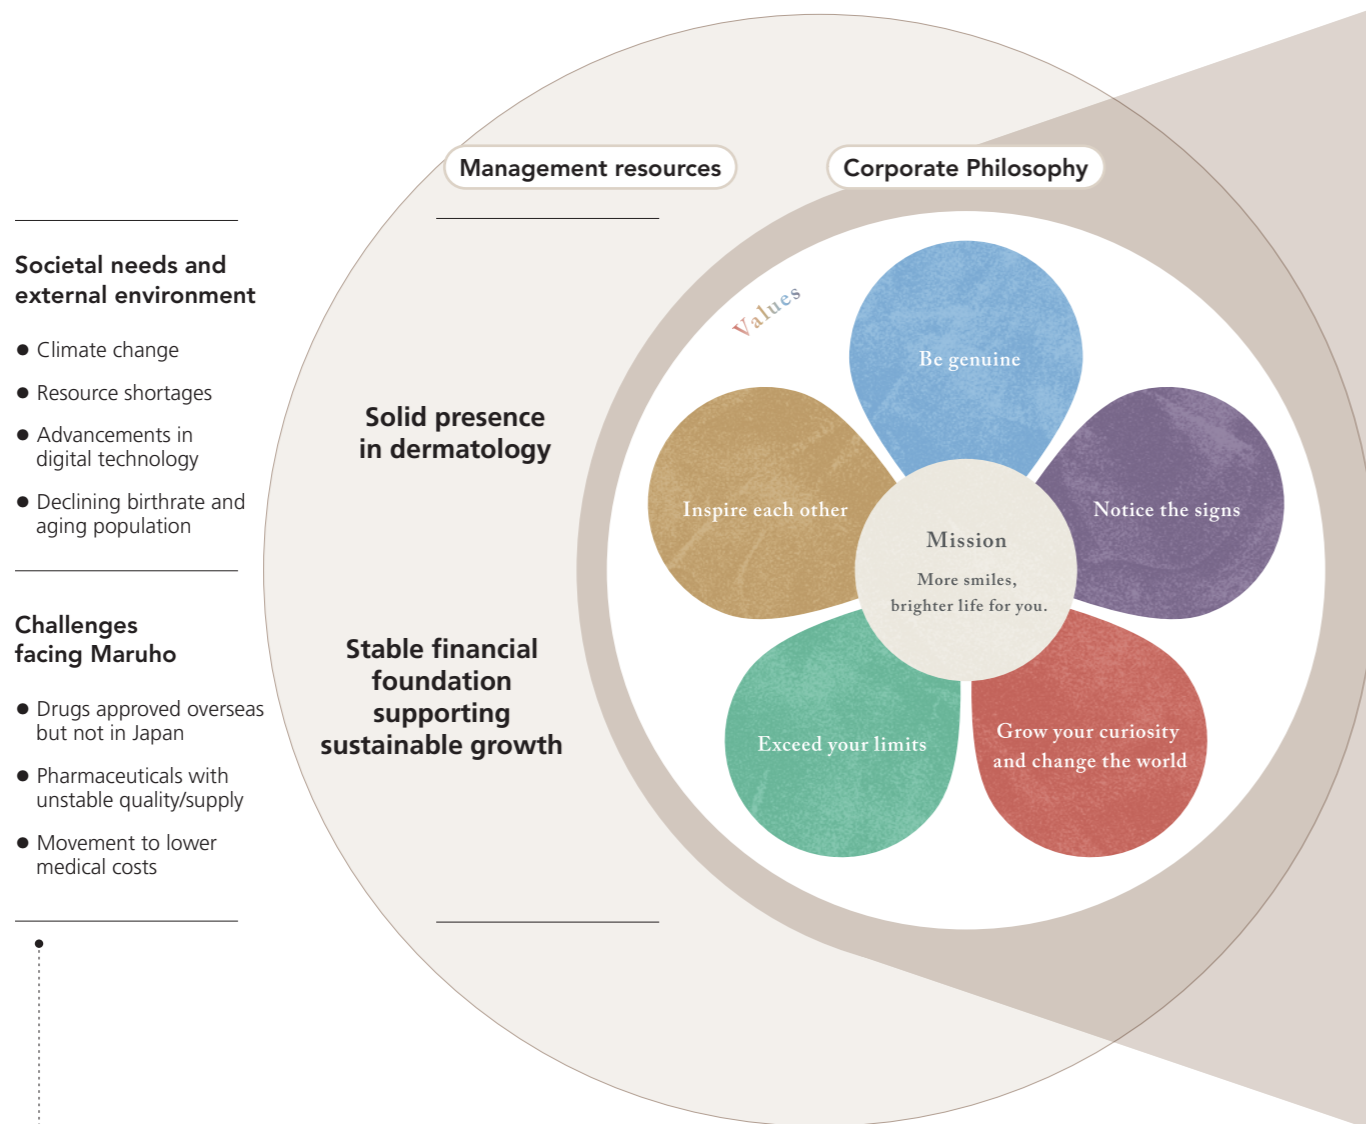 Management resources
Corporate Philosophy
Societal needs and
external environment
● Climate change
● Resource shortages
● Advancements in
digital technology
● Declining birthrate and
aging population
Challenges
facing Maruho
● Drugs approved overseas
but not in Japan
● Pharmaceuticals with
unstable quality/supply
● Movement to lower
medical costs
Solid presence
in dermatology
Stable financial
foundation
supporting
sustainable growth
Values
Be genuine
Inspire each other
Notice the signs
Mission
More smiles,
brighter life for you.
Exceed your limits
Grow your curiosity
and change the world